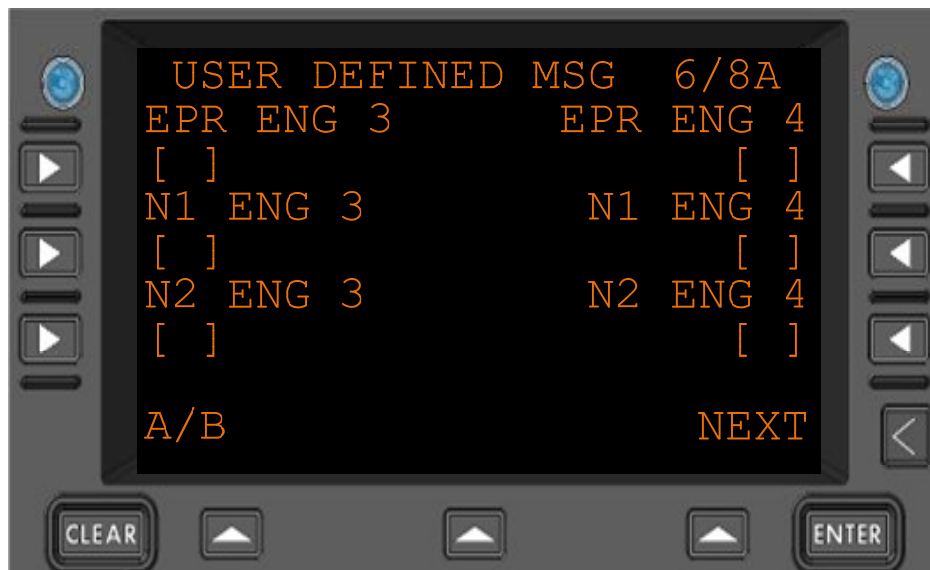 USER DEFINED MSG 6/8A
EPR ENG 3 EPR ENG 4
[ ] [ ]
N1 ENG 3 N1 ENG 4
[ ] [ ]
N2 ENG 3 N2 ENG 4
[ ] [ ]
A/B NEXT
CLEAR ENTER